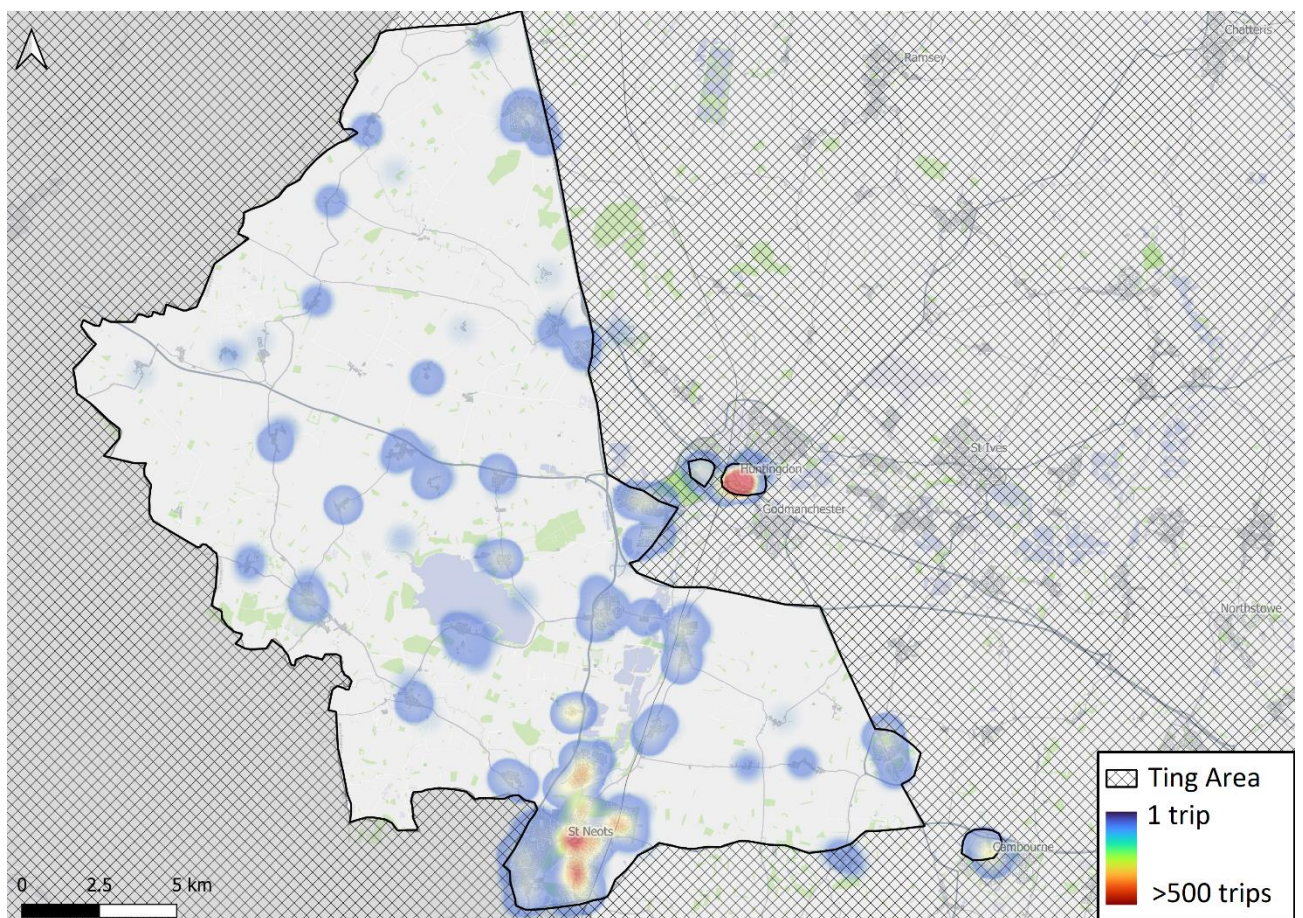 Chatteris
Ramsey
Huntingdon
St Ives
Godmanchester
Northstowe
St Neots
Cambourne
Ting Area
1 trip
>500 trips
0 2.5 5 km